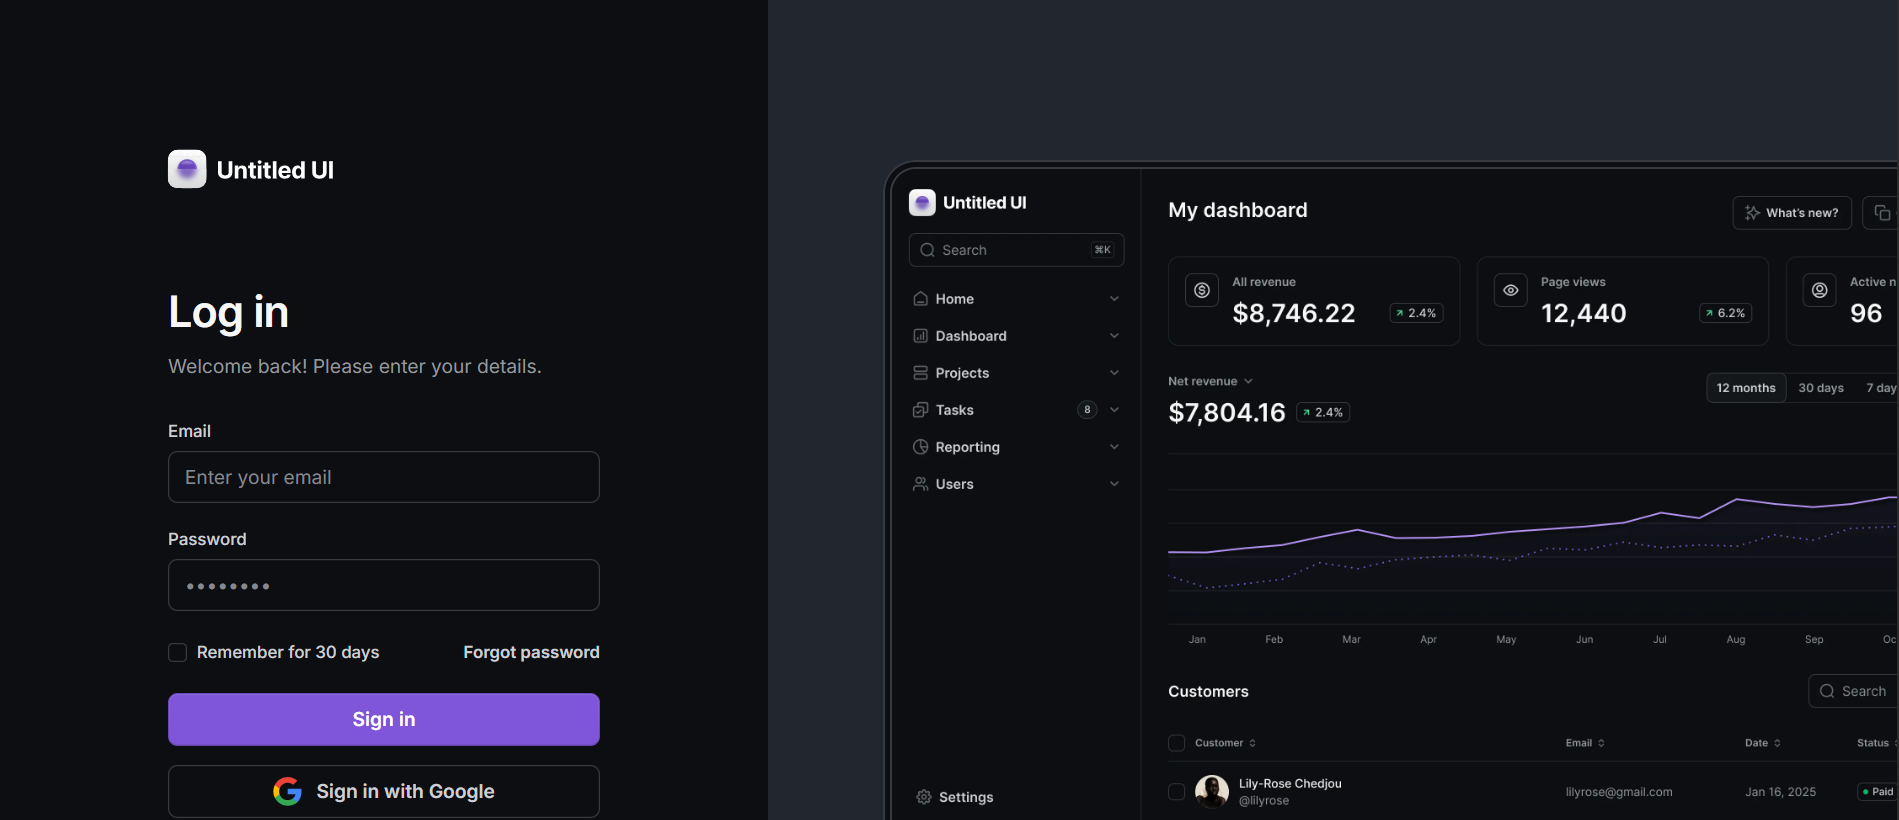 Untitled UI
Log in
Welcome back! Please enter your details.
Email
Enter your email
Password
Remember for 30 days
Forgot password
Sign in
Sign in with Google
Untitled UI
Search
⌘K
Home
Dashboard
Projects
Tasks
8
Reporting
Users
Settings
My dashboard
What's new?
All revenue
$8,746.22
2.4%
Page views
12,440
6.2%
Active n
96
Net revenue
$7,804.16
2.4%
12 months
30 days
7 day
Jan
Feb
Mar
Apr
May
Jun
Jul
Aug
Sep
Oc
Customers
Search
Customer
Email
Date
Status
Lily-Rose Chedjou
@lilyrose
lilyrose@gmail.com
Jan 16, 2025
Paid